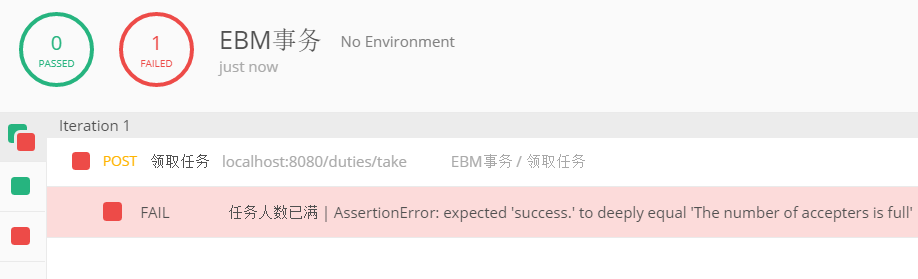 0
PASSED
1
FAILED
EBM事务 No Environment
just now
Iteration 1
POST 领取任务 localhost:8080/duties/take EBM事务 / 领取任务
FAIL 任务人数已满 | AssertionError: expected 'success.' to deeply equal 'The number of accepters is full'